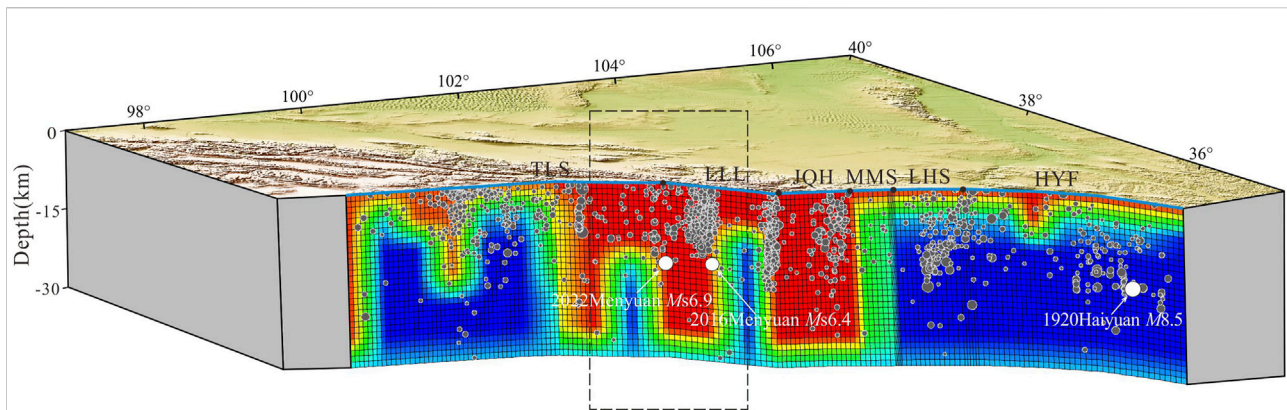 98°
100°
102°
104°
106°
40°
38°
36°
0
-15
-30
Depth(km)
TLS
LLL
JQH
MMS
LHS
HYF
2022Menyuan Ms6.9
2016Menyuan Ms6.4
1920Haiyuan M8.5